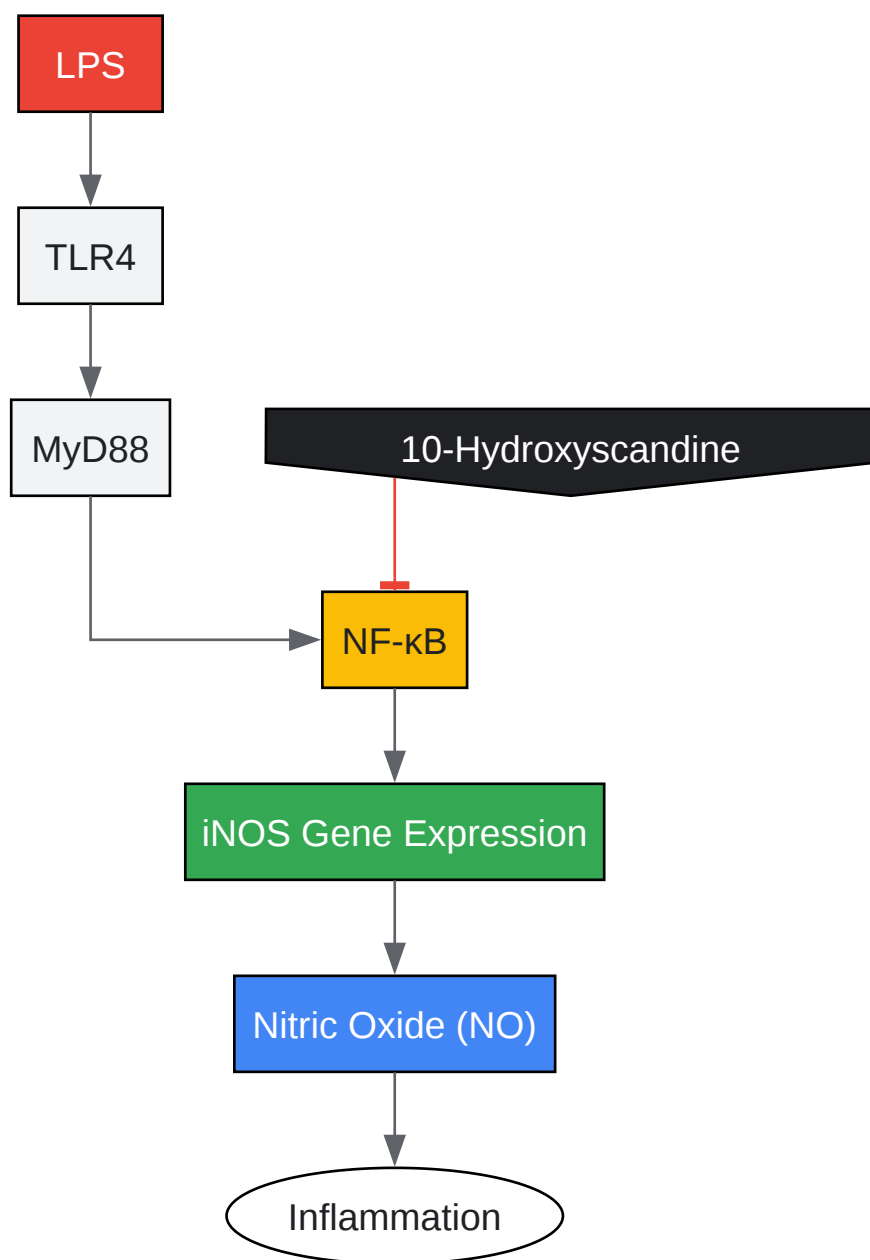 LPS
TLR4
MyD88
10-Hydroxyscandine
NF-κB
iNOS Gene Expression
Nitric Oxide (NO)
Inflammation